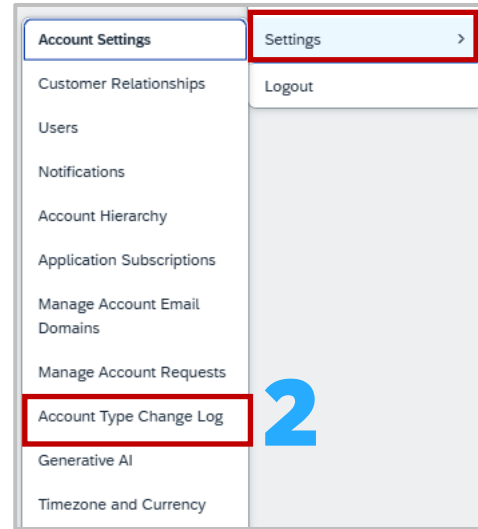 Account Settings
Customer Relationships
Users
Notifications
Account Hierarchy
Application Subscriptions
Manage Account Email
Domains
Manage Account Requests
Account Type Change Log
Generative AI
Timezone and Currency
Settings >
Logout
2